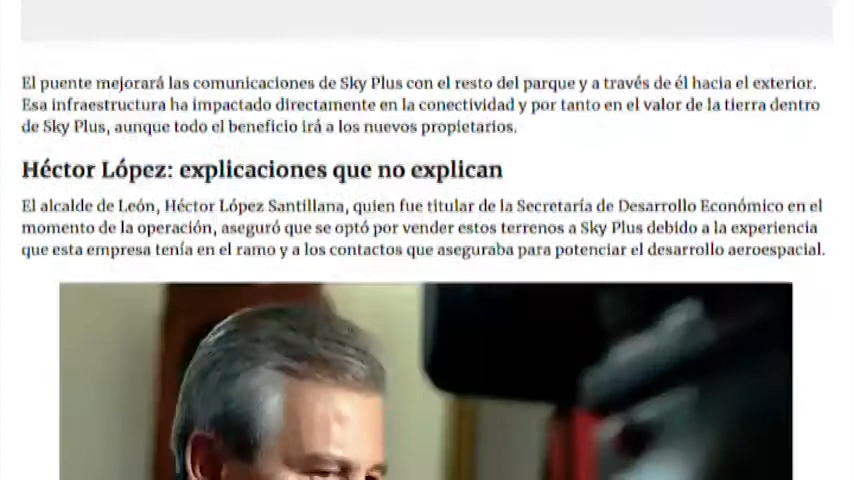 El puente mejorará las comunicaciones de Sky Plus con el resto del parque y a través de él hacia el exterior.
Esa infraestructura ha impactado directamente en la conectividad y por tanto en el valor de la tierra dentro
de Sky Plus, aunque todo el beneficio irá a los nuevos propietarios.
Héctor López: explicaciones que no explican
El alcalde de León, Héctor López Santillana, quien fue titular de la Secretaría de Desarrollo Económico en el
momento de la operación, aseguró que se optó por vender estos terrenos a Sky Plus debido a la experiencia
que esta empresa tenía en el ramo y a los contactos que aseguraba para potenciar el desarrollo aeroespacial.